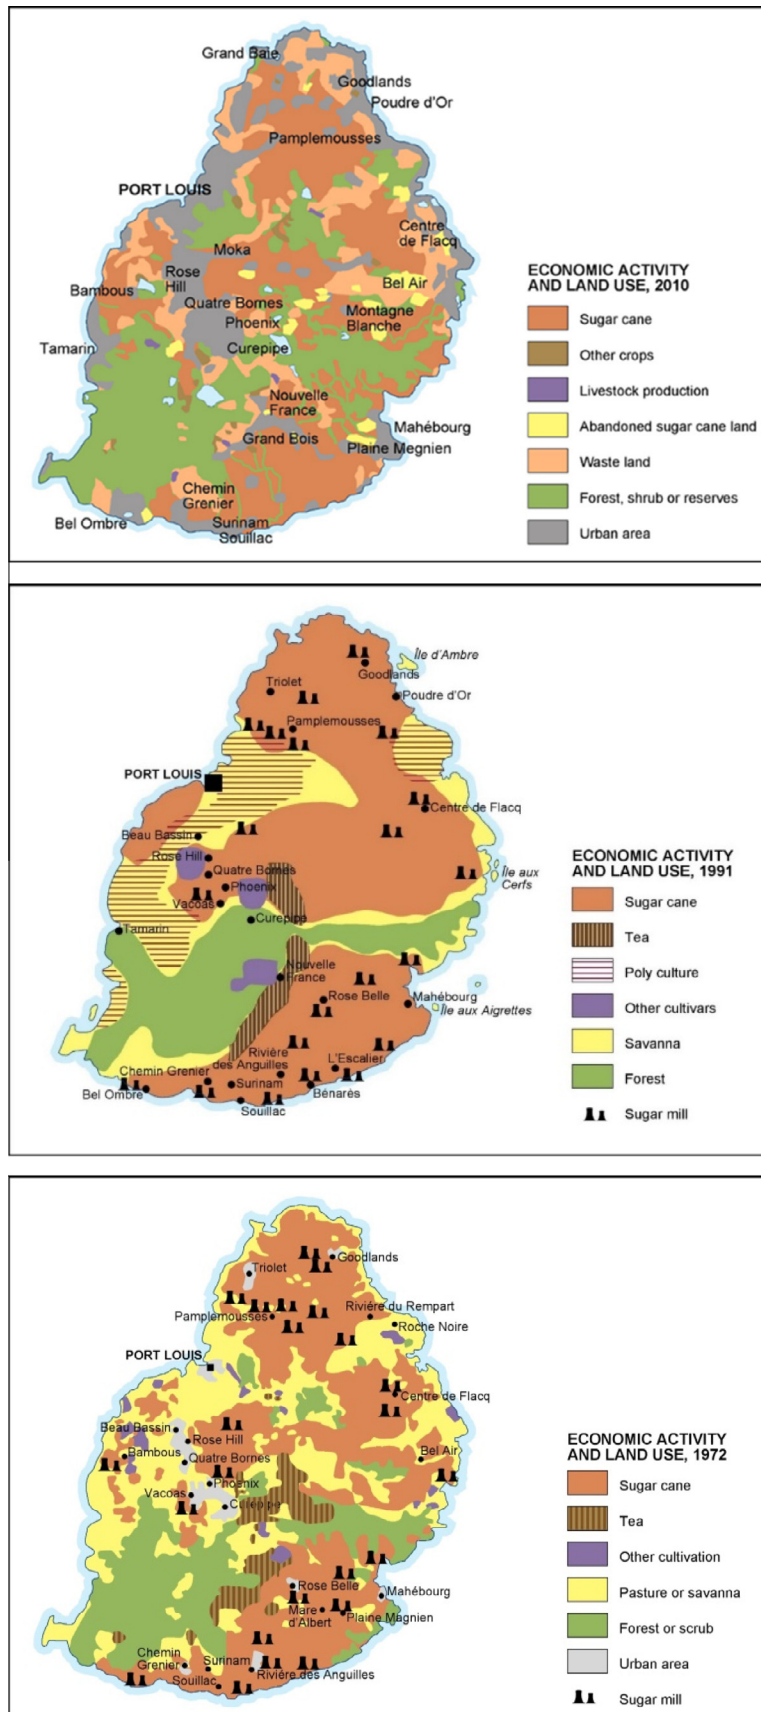 Grand Baie
Goodlands
Poudre d'Or
Pamplemousses
PORT LOUIS
Centre
de Flacq
Moka
Rose
Hill
Bel Air
Bambous
Quatre Bornes
Montagne
Blanche
Phoenix
Tamarin
Curepipe
Nouvelle
France
Mahébourg
Grand Bois
Plaine Megnien
Chemin
Grenier
Bel Ombre
Surinam
Souillac
ECONOMIC ACTIVITY
AND LAND USE, 2010
Sugar cane
Other crops
Livestock production
Abandoned sugar cane land
Waste land
Forest, shrub or reserves
Urban area
Île d'Ambre
Goodlands
Triolet
Poudre d'Or
Pamplemousses
PORT LOUIS
Centre de Flacq
Beau Bassin
Rose Hill
Quatre Bornes
Île aux
Cerfs
Phoenix
Vacoas
Curepipe
Tamarin
Nouvelle
France
Rose Belle
Mahébourg
Île aux Aigrettes
Riviére
des Anguilles
L'Escalier
Chemin Grenier
Surinam
Bel Ombre
Bénarés
Souillac
ECONOMIC ACTIVITY
AND LAND USE, 1991
Sugar cane
Tea
Poly culture
Other cultivars
Savanna
Forest
Sugar mill
Goodlands
Triolet
Pamplemousses
Riviére du Rempart
Roche Noire
PORT LOUIS
Centre de Flacq
Beau Bassin
Rose Hill
Bambous
Quatre Bornes
Bel Air
Phoenix
Vacoas
Curepipe
Rose Belle
Mahébourg
Mare
d'Albert
Plaine Magnien
Chemin
Grenier
Surinam
Riviére des Anguilles
Souillac
ECONOMIC ACTIVITY
AND LAND USE, 1972
Sugar cane
Tea
Other cultivation
Pasture or savanna
Forest or scrub
Urban area
Sugar mill